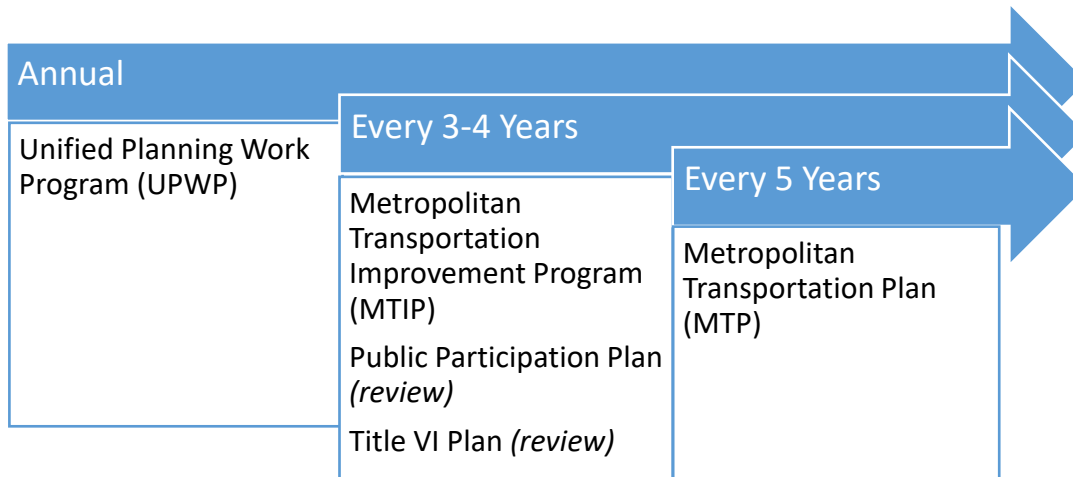 Annual
Unified Planning Work
Program (UPWP)
Every 3-4 Years
Metropolitan
Transportation
Improvement Program
(MTIP)
Public Participation Plan
(review)
Title VI Plan (review)
Every 5 Years
Metropolitan
Transportation Plan
(MTP)